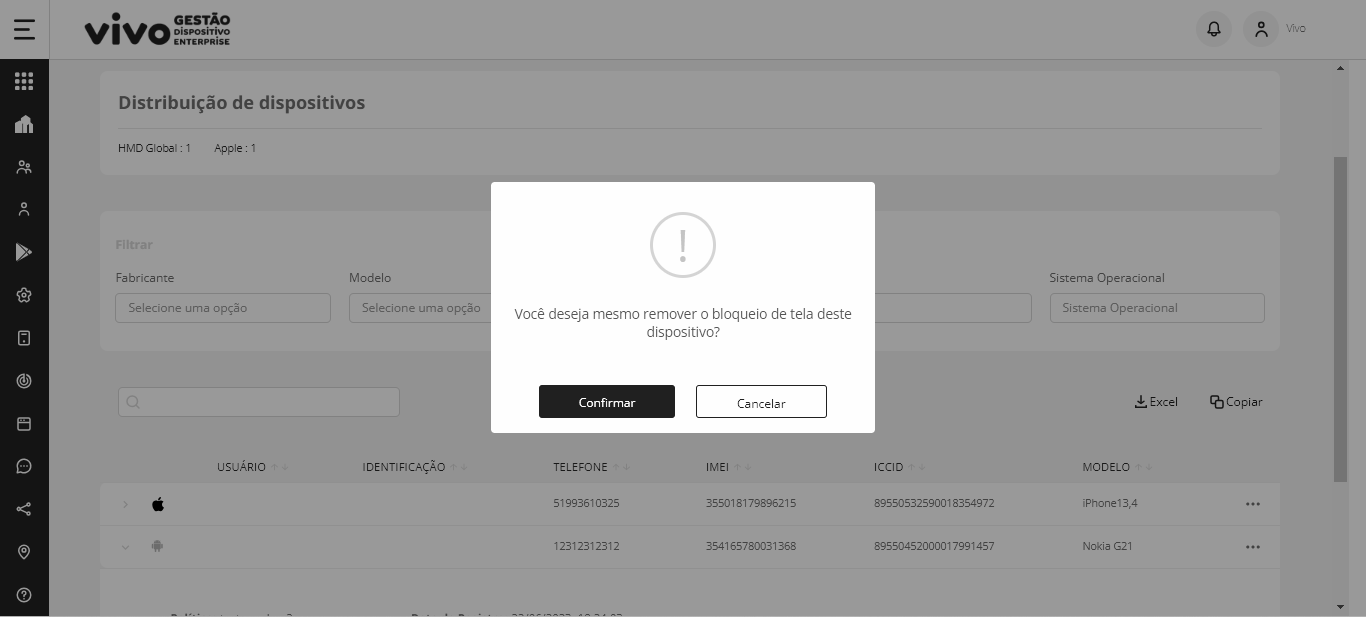 vivo GESTÃO DISPOSITIVO ENTERPRISE
Vivo
Distribuição de dispositivos
HMD Global : 1 Apple : 1
Filtrar
Fabricante Modelo Sistema Operacional
Selecione uma opção Selecione uma opção Sistema Operacional
!
Você deseja mesmo remover o bloqueio de tela deste
dispositivo?
Confirmar Cancelar
Excel Copiar
USUÁRIO IDENTIFICAÇÃO TELEFONE IMEI ICCID MODELO
51993610325 355018179896215 89550532590018354972 iPhone13,4
12312312312 354165780031368 89550452000017991457 Nokia G21